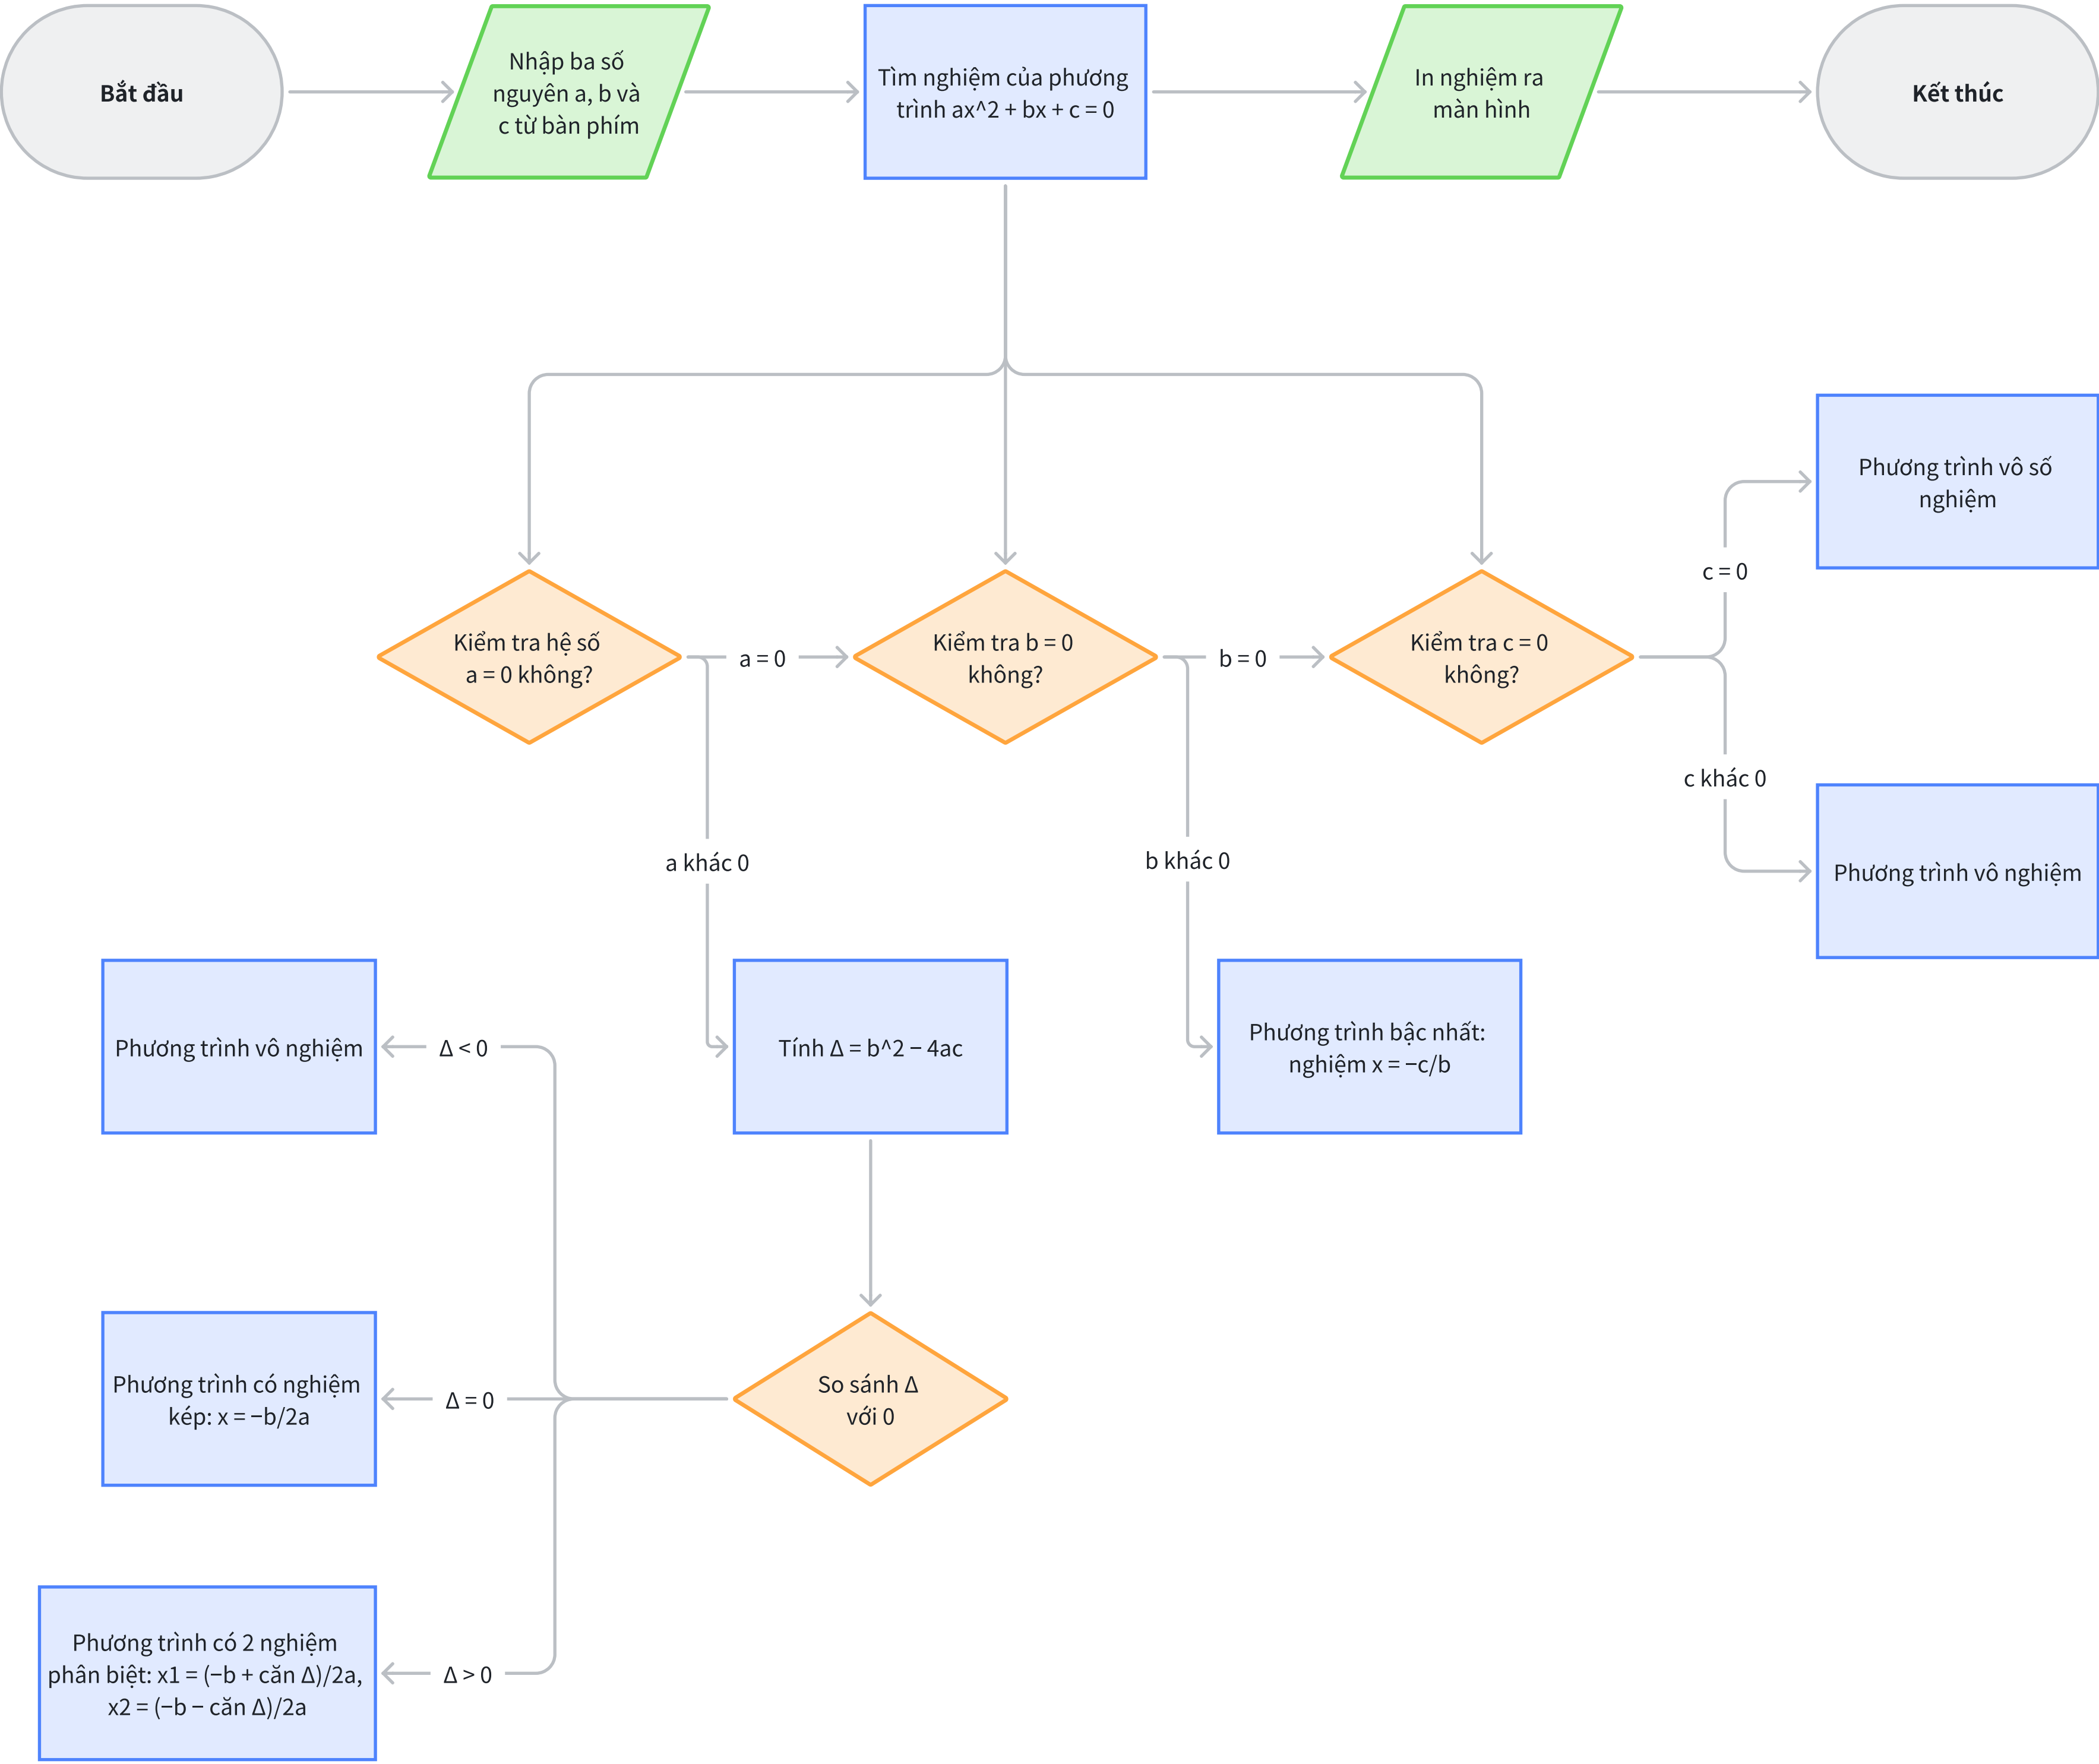 Bắt đầu
Nhập ba số
nguyên a, b và
c từ bàn phím
Tìm nghiệm của phương
trình ax^2 + bx + c = 0
In nghiệm ra
màn hình
Kết thúc
Phương trình vô số
nghiệm
c = 0
Kiểm tra hệ số
a = 0 không?
a = 0
Kiểm tra b = 0
không?
b = 0
Kiểm tra c = 0
không?
c khác 0
a khác 0
b khác 0
Phương trình vô nghiệm
Phương trình vô nghiệm
Δ < 0
Tính Δ = b^2 − 4ac
Phương trình bậc nhất:
nghiệm x = −c/b
Phương trình có nghiệm
kép: x = −b/2a
Δ = 0
So sánh Δ
với 0
Phương trình có 2 nghiệm
phân biệt: x1 = (−b + căn Δ)/2a,
x2 = (−b − căn Δ)/2a
Δ > 0